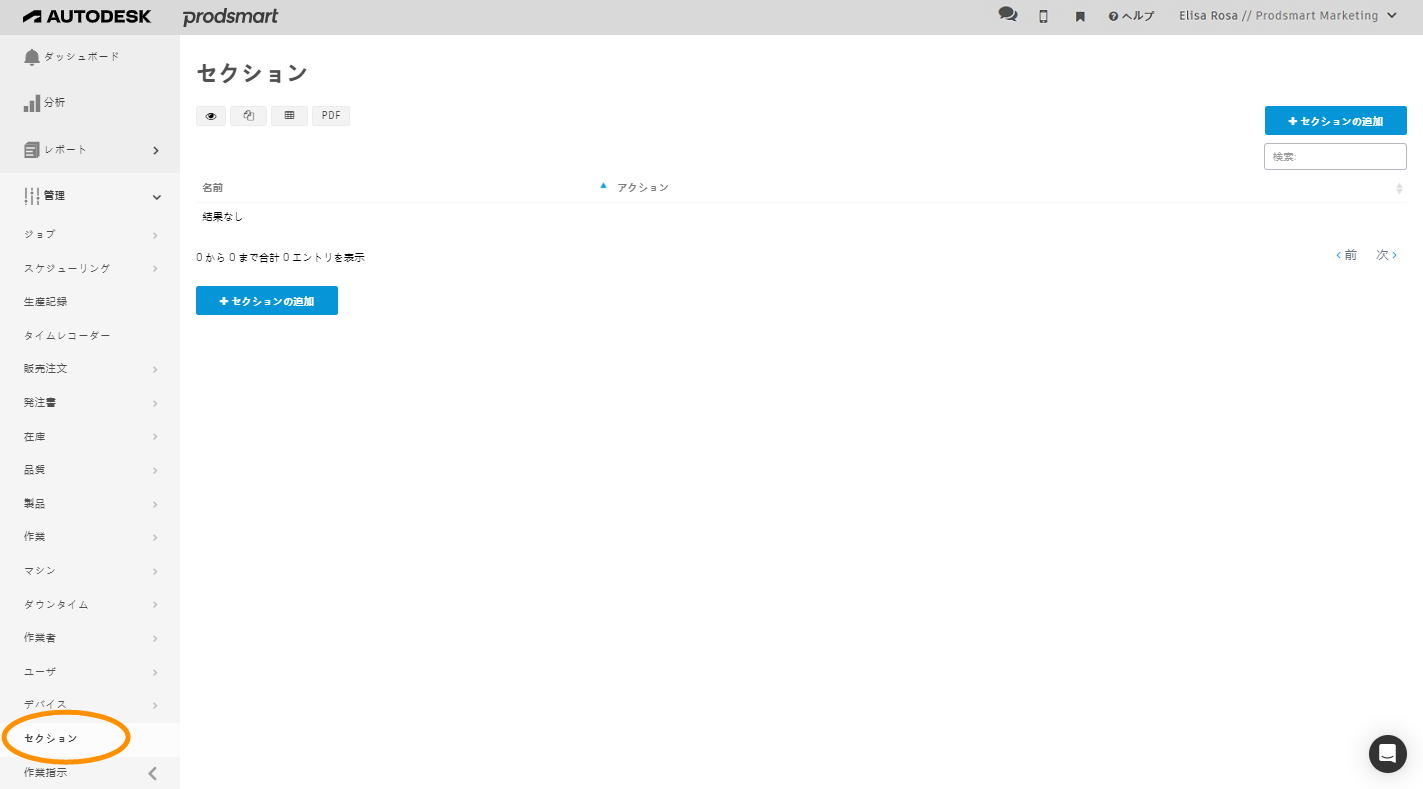 AUTODESK prodsmart ヘルプ Elisa Rosa // Prodsmart Marketing
ダッシュボード
分析
レポート
管理
ジョブ
スケジューリング
生産記録
タイムレコーダー
販売注文
発注書
在庫
品質
製品
作業
マシン
ダウンタイム
作業者
ユーザ
デバイス
セクション
作業指示
セクション
PDF
セクションの追加
検索:
名前 アクション
結果なし
0 から 0 まで合計 0 エントリを表示
前 次
セクションの追加